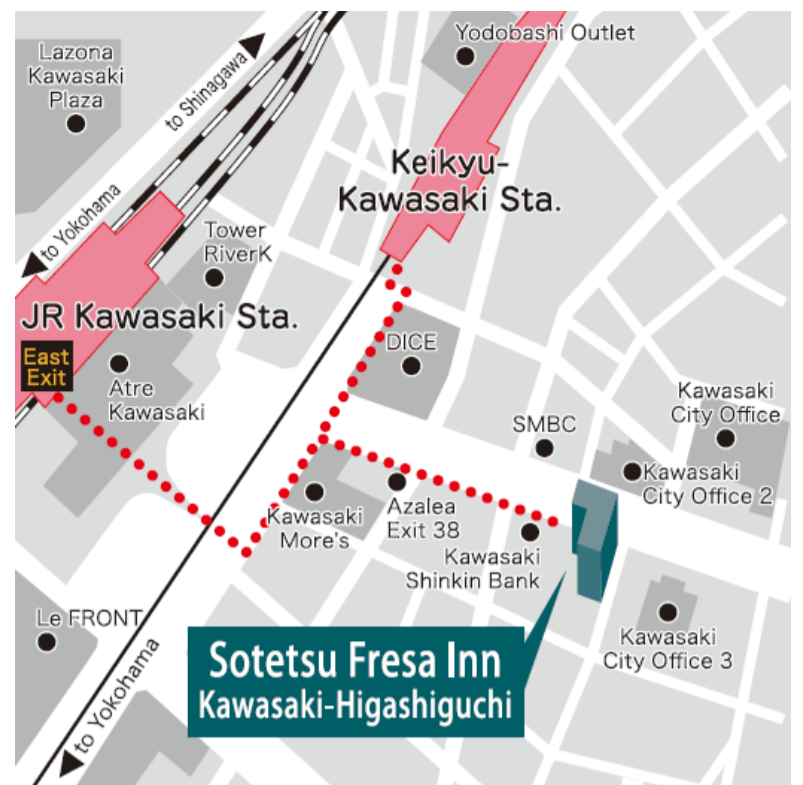 Yodobashi Outlet
Lazona
Kawasaki
Plaza
to Shinagawa
to Yokohama
Keikyu-
Kawasaki Sta.
Tower
RiverK
JR Kawasaki Sta.
East
Exit
Atre
Kawasaki
DICE
SMBC
Kawasaki
City Office
Kawasaki
City Office 2
Kawasaki
More's
Azalea
Exit 38
Kawasaki
Shinkin Bank
Le FRONT
Kawasaki
City Office 3
to Yokohama
Sotetsu Fresa Inn
Kawasaki-Higashiguchi